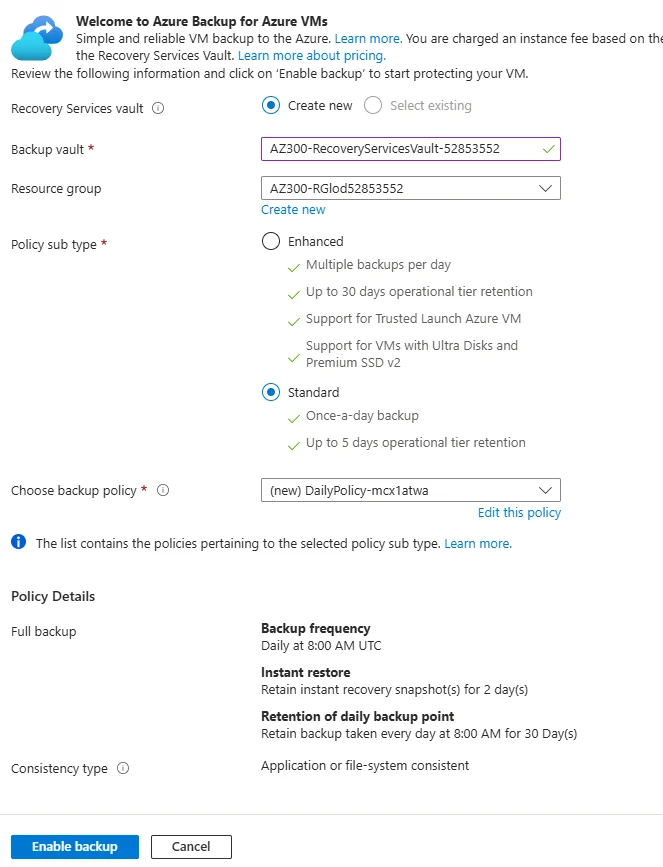 Welcome to Azure Backup for Azure VMs
Simple and reliable VM backup to the Azure. Learn more. You are charged an instance fee based on the
the Recovery Services Vault. Learn more about pricing.
Review the following information and click on 'Enable backup' to start protecting your VM.
Recovery Services vault
Create new
Select existing
Backup vault *
AZ300-RecoveryServicesVault-52853552
Resource group
AZ300-RGlod52853552
Create new
Policy sub type *
Enhanced
Multiple backups per day
Up to 30 days operational tier retention
Support for Trusted Launch Azure VM
Support for VMs with Ultra Disks and
Premium SSD v2
Standard
Once-a-day backup
Up to 5 days operational tier retention
Choose backup policy *
(new) DailyPolicy-mcx1atwa
Edit this policy
The list contains the policies pertaining to the selected policy sub type. Learn more.
Policy Details
Full backup
Backup frequency
Daily at 8:00 AM UTC
Instant restore
Retain instant recovery snapshot(s) for 2 day(s)
Retention of daily backup point
Retain backup taken every day at 8:00 AM for 30 Day(s)
Consistency type
Application or file-system consistent
Enable backup
Cancel